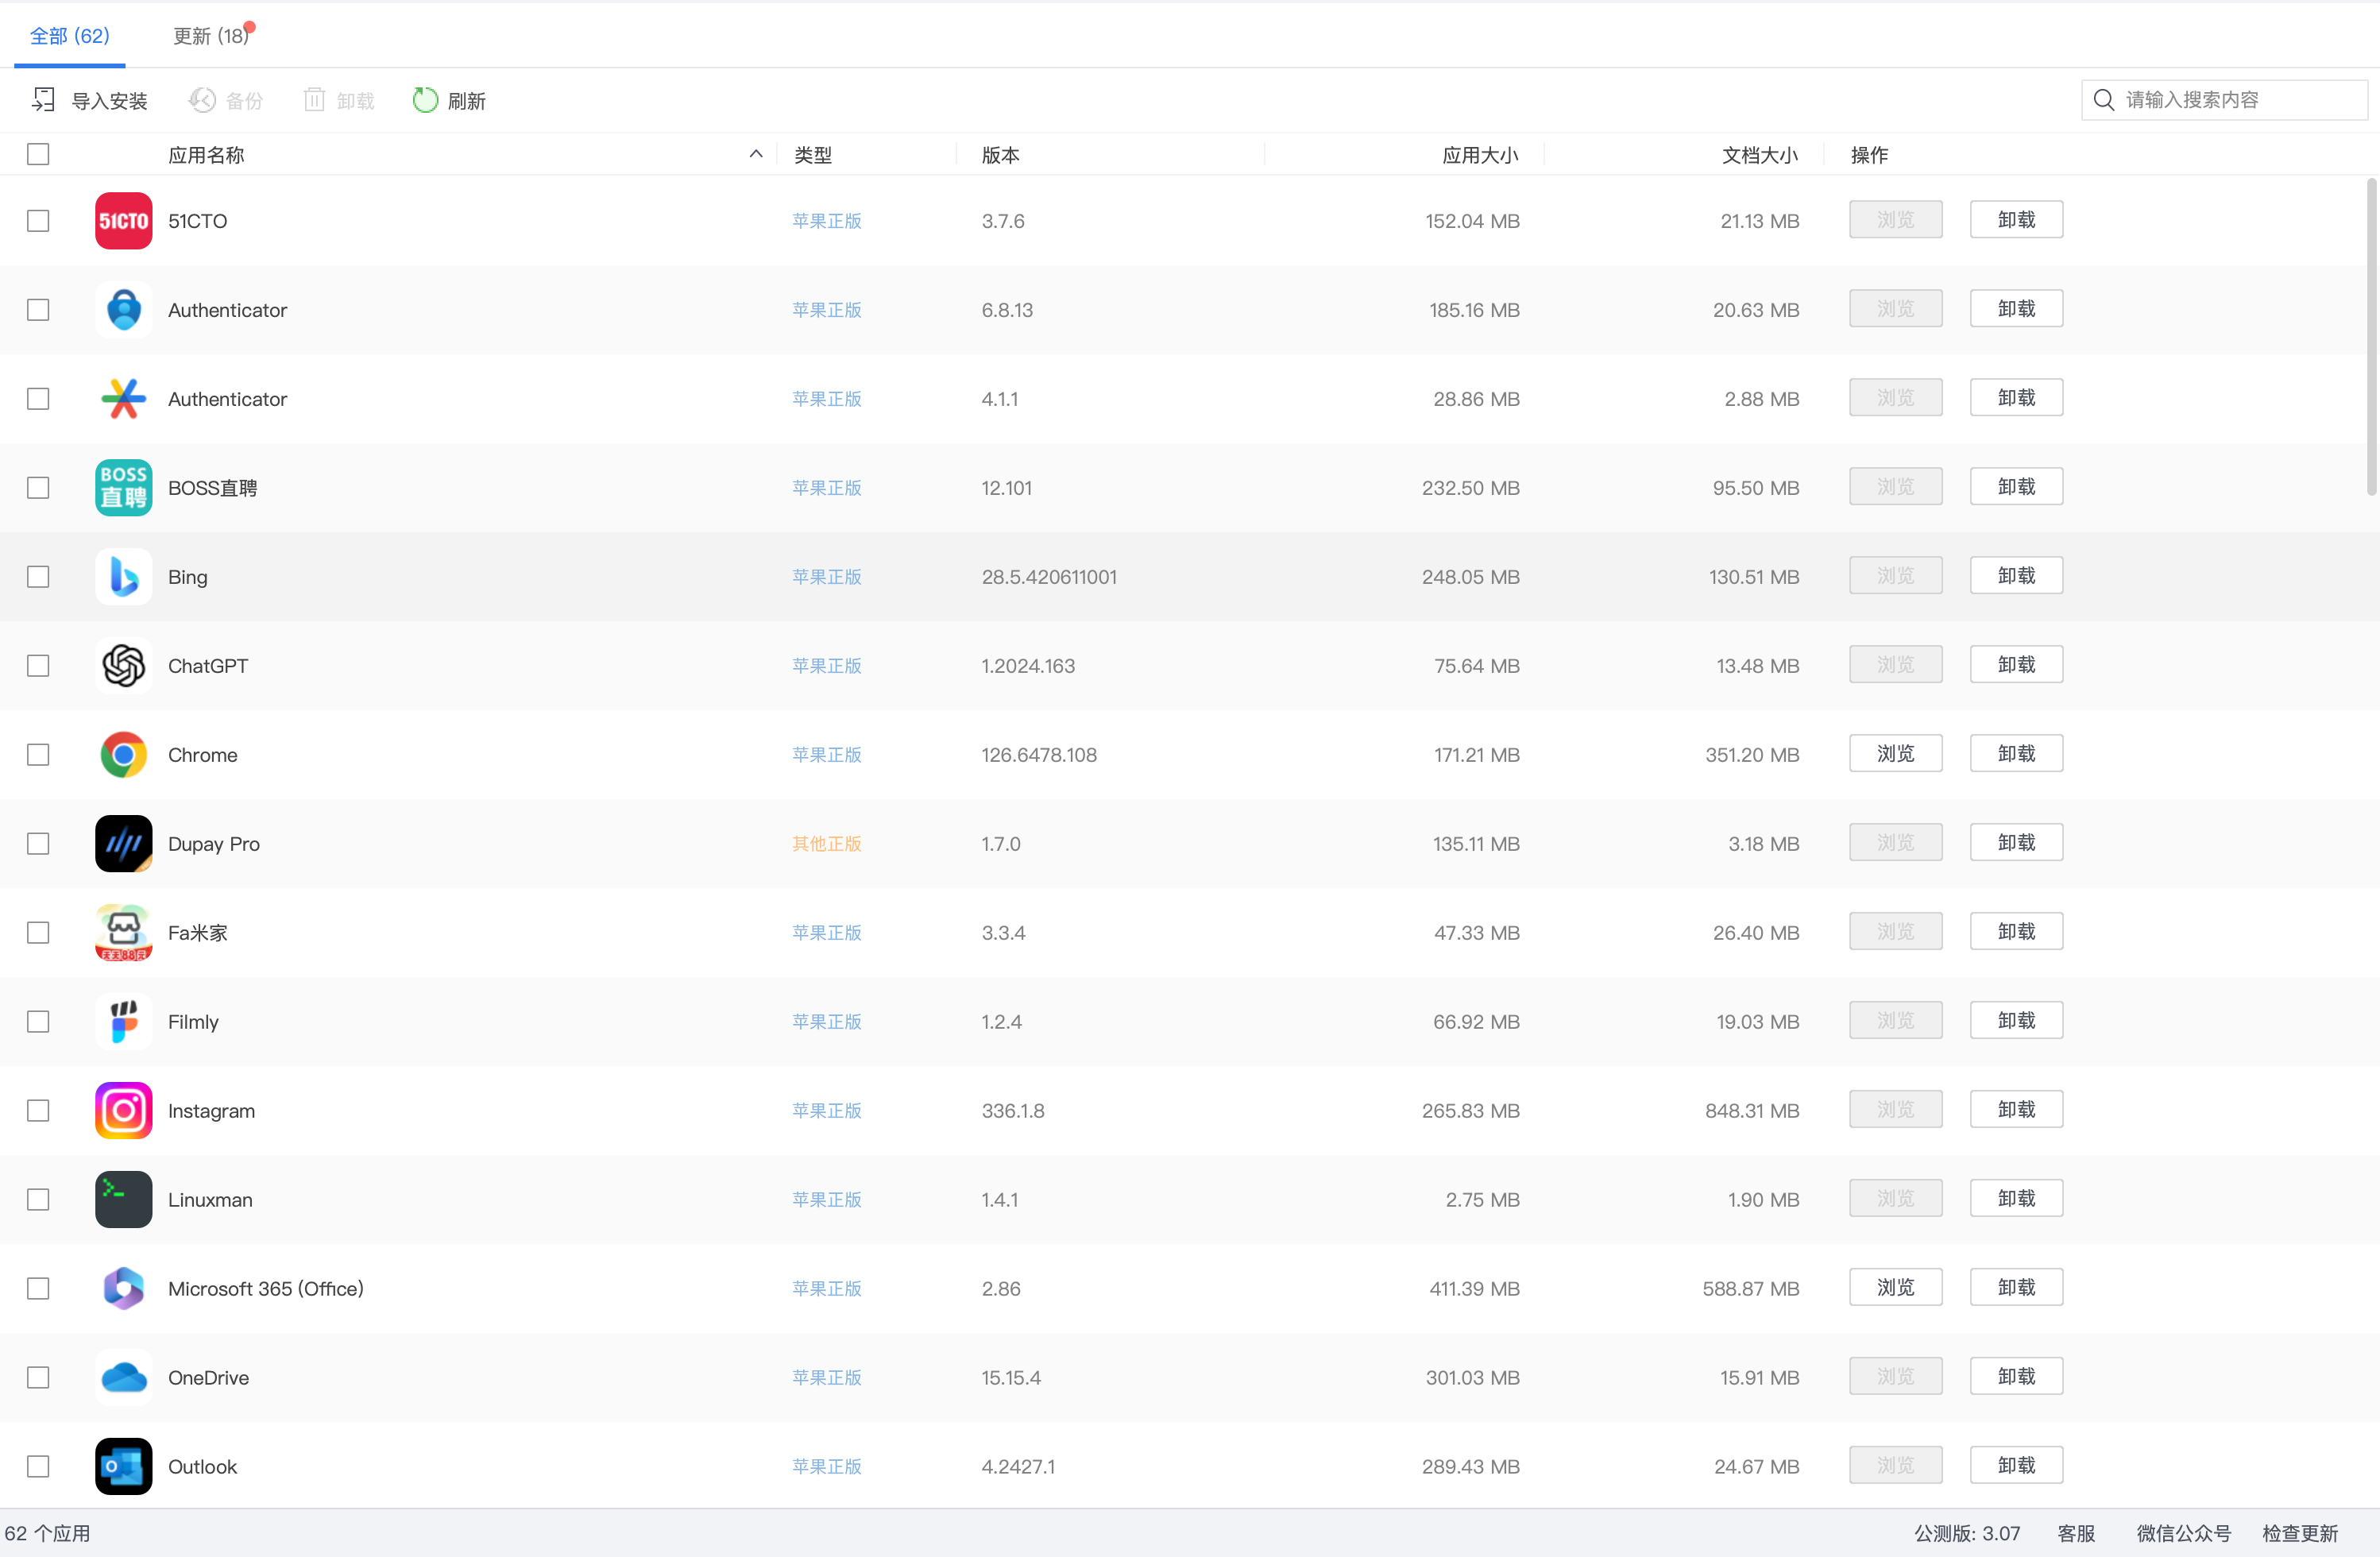 全部 (62) 更新 (18)
导入安装 备份 卸载 刷新 请输入搜索内容
应用名称 类型 版本 应用大小 文档大小 操作
51CTO 51CTO 苹果正版 3.7.6 152.04 MB 21.13 MB 浏览 卸载
Authenticator 苹果正版 6.8.13 185.16 MB 20.63 MB 浏览 卸载
Authenticator 苹果正版 4.1.1 28.86 MB 2.88 MB 浏览 卸载
BOSS直聘 BOSS直聘 苹果正版 12.101 232.50 MB 95.50 MB 浏览 卸载
Bing 苹果正版 28.5.420611001 248.05 MB 130.51 MB 浏览 卸载
ChatGPT 苹果正版 1.2024.163 75.64 MB 13.48 MB 浏览 卸载
Chrome 苹果正版 126.6478.108 171.21 MB 351.20 MB 浏览 卸载
Dupay Pro 其他正版 1.7.0 135.11 MB 3.18 MB 浏览 卸载
天天88元 Fa米家 苹果正版 3.3.4 47.33 MB 26.40 MB 浏览 卸载
Filmly 苹果正版 1.2.4 66.92 MB 19.03 MB 浏览 卸载
Instagram 苹果正版 336.1.8 265.83 MB 848.31 MB 浏览 卸载
Linuxman 苹果正版 1.4.1 2.75 MB 1.90 MB 浏览 卸载
Microsoft 365 (Office) 苹果正版 2.86 411.39 MB 588.87 MB 浏览 卸载
OneDrive 苹果正版 15.15.4 301.03 MB 15.91 MB 浏览 卸载
Outlook 苹果正版 4.2427.1 289.43 MB 24.67 MB 浏览 卸载
62 个应用 公测版: 3.07 客服 微信公众号 检查更新